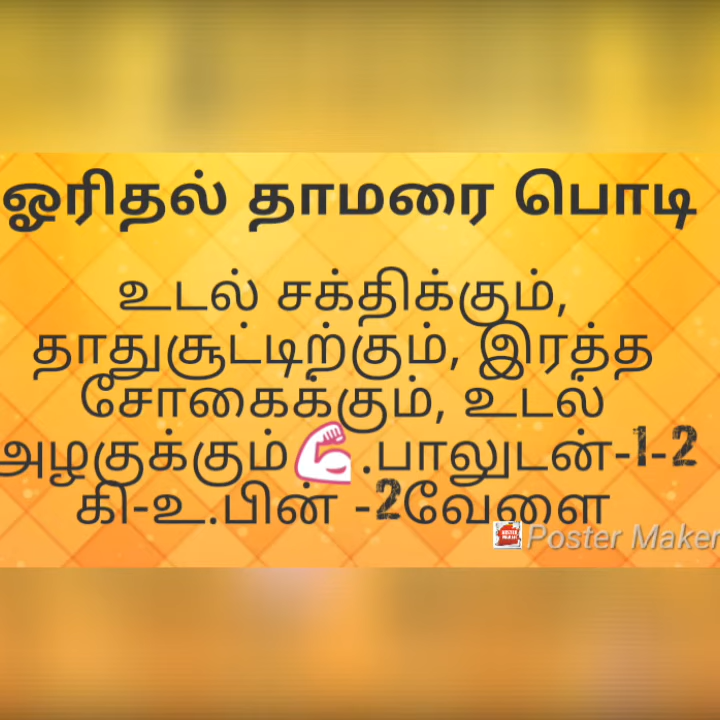 ஓரிதல் தாமரை பொடி
உடல் சக்திக்கும்,
தாதுசூட்டிற்கும், இரத்த
சோகைக்கும், உடல்
அழகுக்கும்💪.பாலுடன்-1-2
கி-உ.பின் -2வேளை
Poster Maker